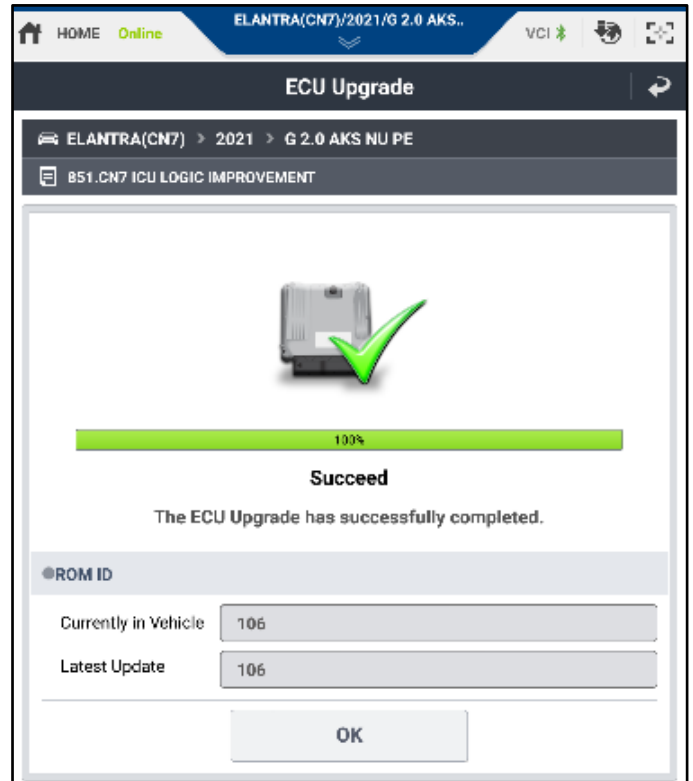 HOME Online ELANTRA(CN7)/2021/G 2.0 AKS.. VCI
ECU Upgrade
ELANTRA(CN7) > 2021 > G 2.0 AKS NU PE
851.CN7 ICU LOGIC IMPROVEMENT
100%
Succeed
The ECU Upgrade has successfully completed.
ROM ID
Currently in Vehicle 106
Latest Update 106
OK